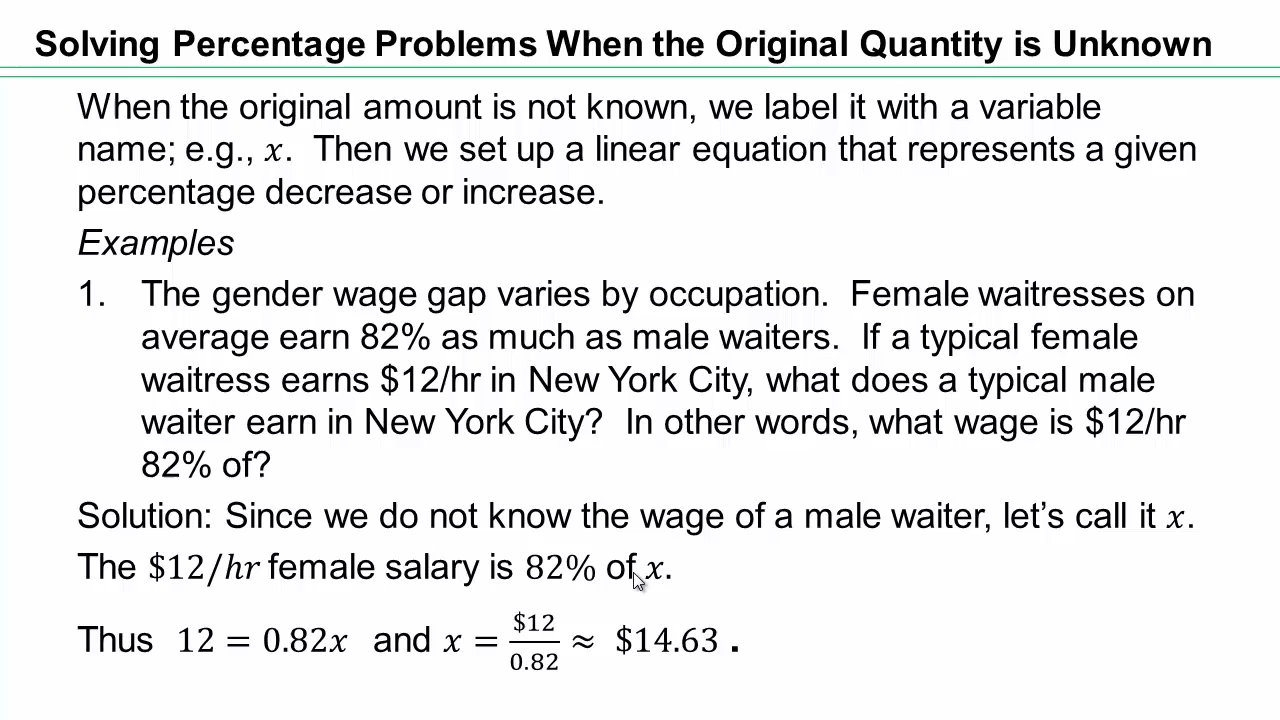 Solving Percentage Problems When the Original Quantity is Unknown
When the original amount is not known, we label it with a variable
name; e.g., x. Then we set up a linear equation that represents a given
percentage decrease or increase.
Examples
1. The gender wage gap varies by occupation. Female waitresses on
average earn 82% as much as male waiters. If a typical female
waitress earns $12/hr in New York City, what does a typical male
waiter earn in New York City? In other words, what wage is $12/hr
82% of?
Solution: Since we do not know the wage of a male waiter, let’s call it x.
The $12/hr female salary is 82% of x.
Thus 12 = 0.82x and x = $12/0.82 ≈ $14.63 .